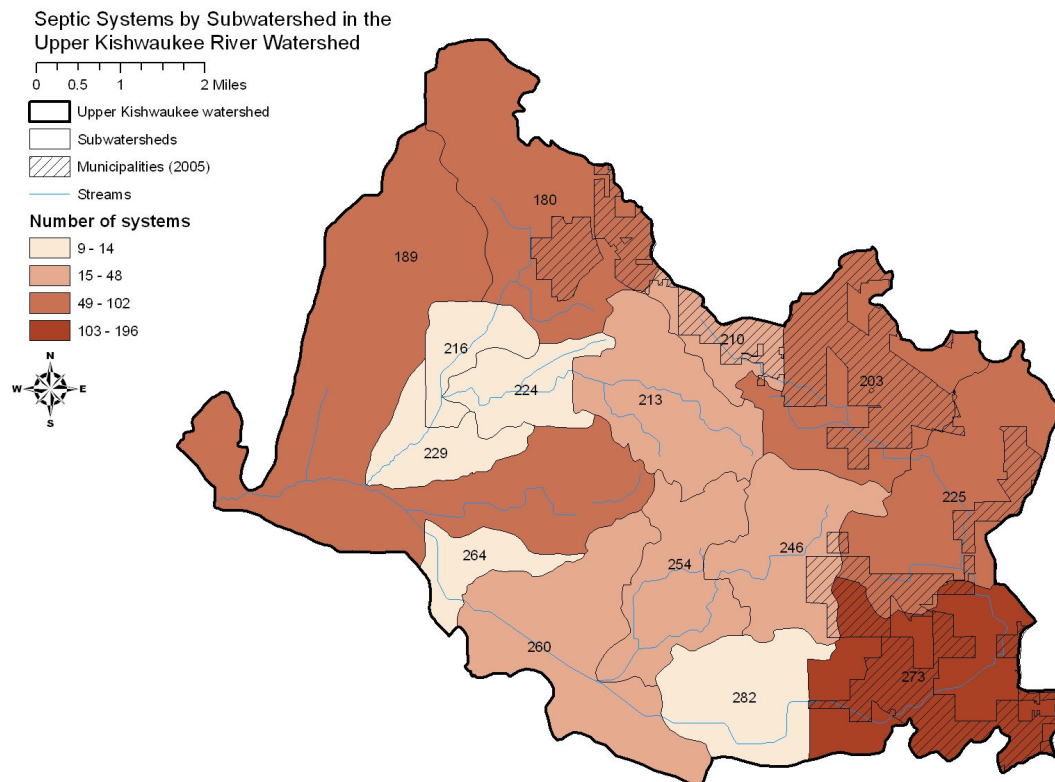 Septic Systems by Subwatershed in the
Upper Kishwaukee River Watershed
0 0.5 1 2 Miles
Upper Kishwaukee watershed
Subwatersheds
Municipalities (2005)
Streams
Number of systems
9 - 14
15 - 48
49 - 102
103 - 196
N
W E
S
180
189
216
210
224
203
213
229
225
264
254
246
260
273
282